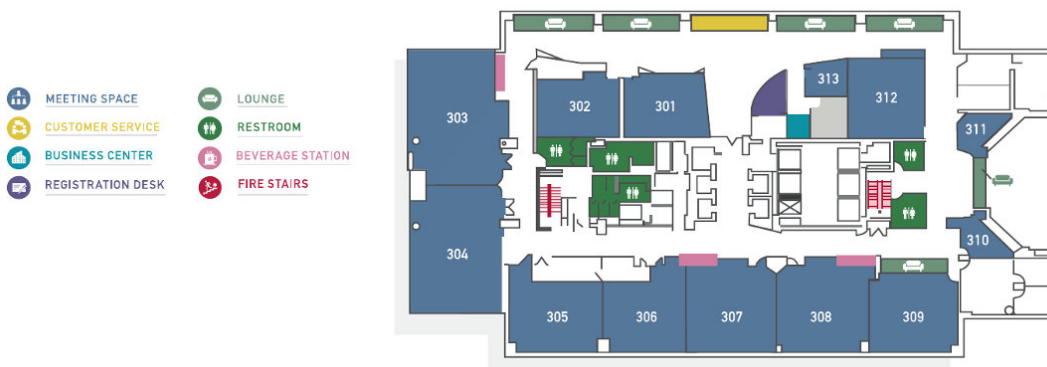 MEETING SPACE
LOUNGE
CUSTOMER SERVICE
RESTROOM
BUSINESS CENTER
BEVERAGE STATION
REGISTRATION DESK
FIRE STAIRS
303
302
301
313
312
311
304
310
305
306
307
308
309